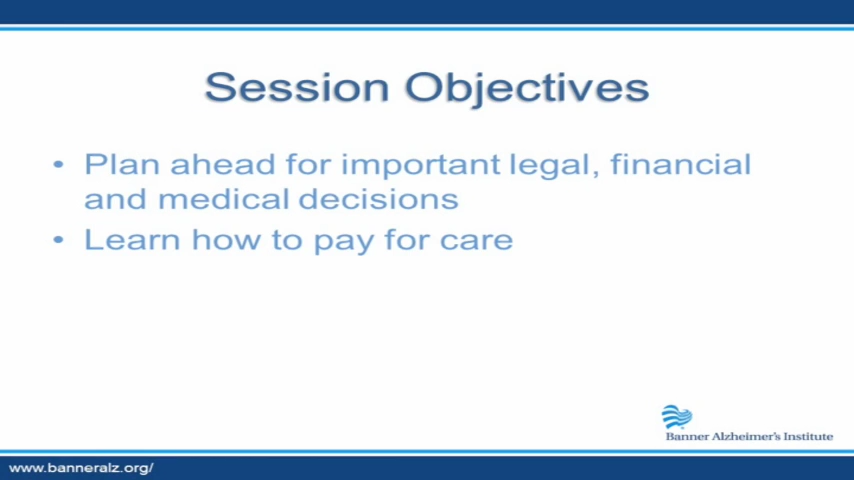 Session Objectives
• Plan ahead for important legal, financial
and medical decisions
• Learn how to pay for care
Banner Alzheimer's Institute
www.banneralz.org/